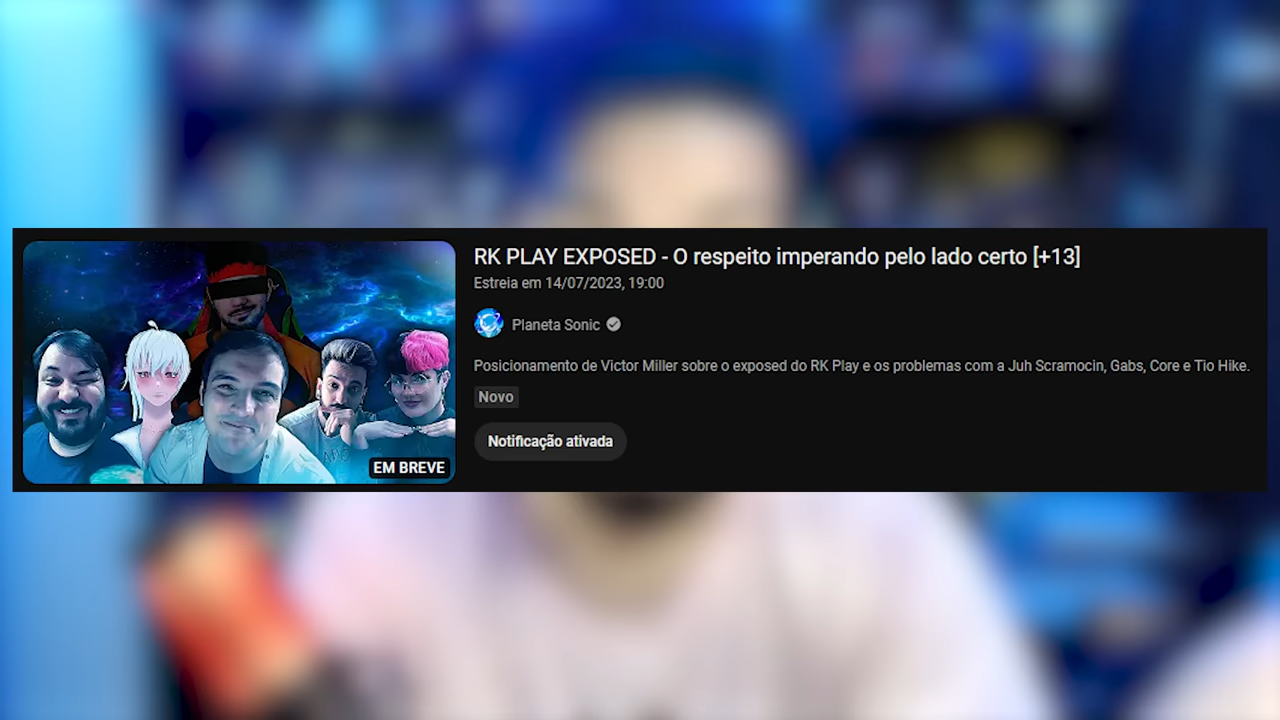 RK PLAY EXPOSED - O respeito imperando pelo lado certo [+13]
Estreia em 14/07/2023, 19:00
Planeta Sonic
Posicionamento de Victor Miller sobre o exposed do RK Play e os problemas com a Juh Scramocin, Gabs, Core e Tio Hike.
Novo
Notificação ativada
EM BREVE